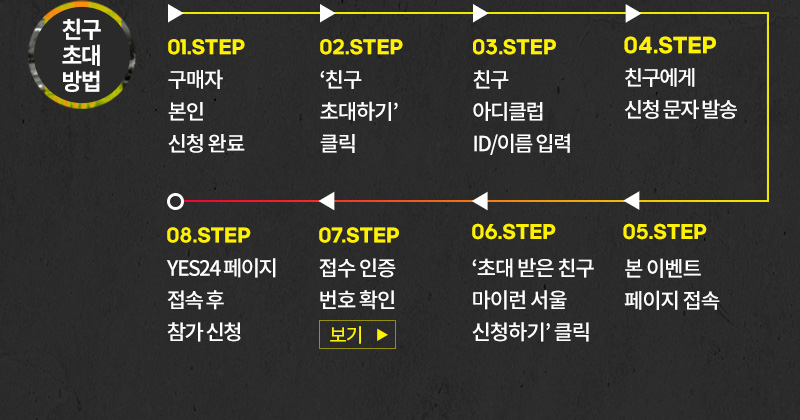 친구
초대
방법
01.STEP
구매자
본인
신청 완료
02.STEP
‘친구
초대하기’
클릭
03.STEP
친구
아디클럽
ID/이름 입력
04.STEP
친구에게
신청 문자 발송
05.STEP
본 이벤트
페이지 접속
06.STEP
‘초대 받은 친구
마이런 서울
신청하기’ 클릭
07.STEP
접수 인증
번호 확인
보기 ▶
08.STEP
YES24 페이지
접속 후
참가 신청